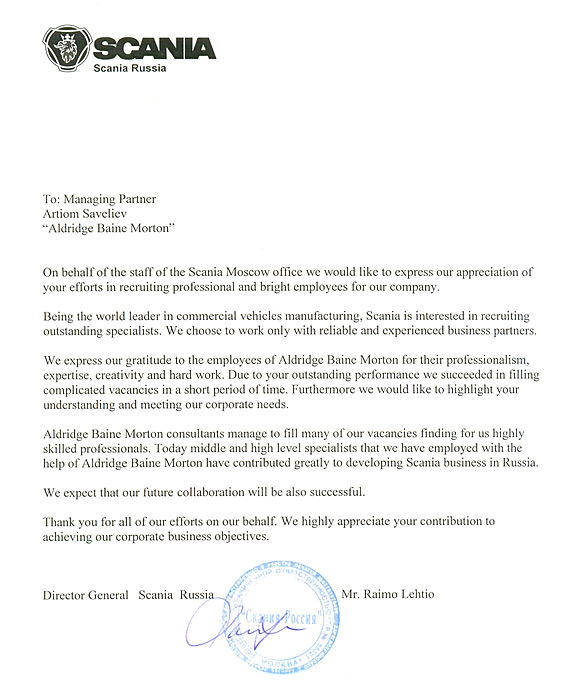 SCANIA
Scania Russia
To: Managing Partner
Artiom Saveliev
“Aldridge Baine Morton”
On behalf of the staff of the Scania Moscow office we would like to express our appreciation of
your efforts in recruiting professional and bright employees for our company.
Being the world leader in commercial vehicles manufacturing, Scania is interested in recruiting
outstanding specialists. We choose to work only with reliable and experienced business partners.
We express our gratitude to the employees of Aldridge Baine Morton for their professionalism,
expertise, creativity and hard work. Due to your outstanding performance we succeeded in filling
complicated vacancies in a short period of time. Furthermore we would like to highlight your
understanding and meeting our corporate needs.
Aldridge Baine Morton consultants manage to fill many of our vacancies finding for us highly
skilled professionals. Today middle and high level specialists that we have employed with the
help of Aldridge Baine Morton have contributed greatly to developing Scania business in Russia.
We expect that our future collaboration will be also successful.
Thank you for all of our efforts on our behalf. We highly appreciate your contribution to
achieving our corporate business objectives.
Director General Scania Russia
Mr. Raimo Lehtio
"Скания Россия"
МОСКВА